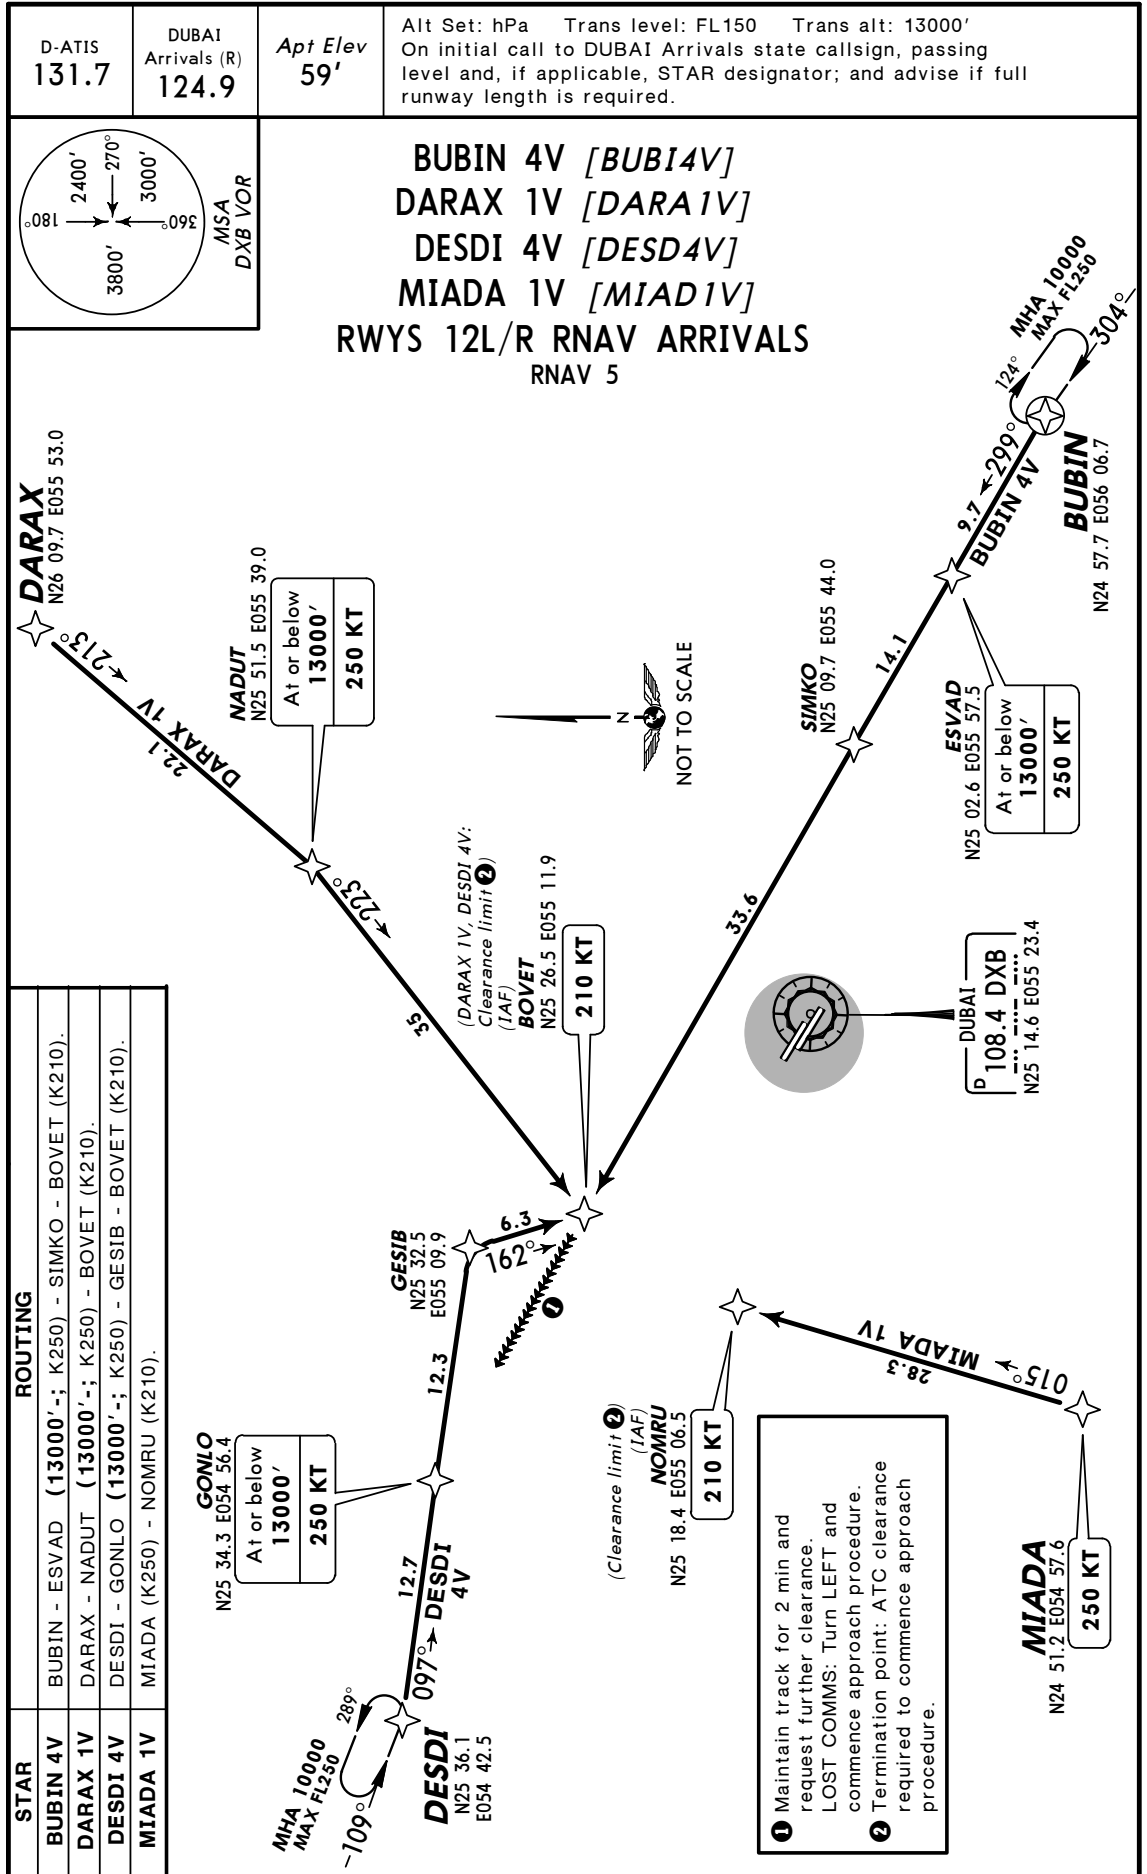 D-ATIS
131.7
DUBAI
Arrivals (R)
124.9
Apt Elev
59'
Alt Set: hPa Trans level: FL150 Trans alt: 13000'
On initial call to DUBAI Arrivals state callsign, passing
level and, if applicable, STAR designator; and advise if full
runway length is required.
180°
2400'
270°
3000'
360°
3800'
MSA
DXB VOR
BUBIN 4V [BUBI4V]
DARAX 1V [DARA1V]
DESDI 4V [DESD4V]
MIADA 1V [MIAD1V]
RWYS 12L/R RNAV ARRIVALS
RNAV 5
MHA 10000
MAX FL250
124°
304°
299°
9.7
BUBIN 4V
BUBIN
N24 57.7 E056 06.7
DARAX
N26 09.7 E055 53.0
213°
DARAX 1V
22.1
NADUT
N25 51.5 E055 39.0
At or below
13000'
250 KT
223°
35
N
NOT TO SCALE
SIMKO
N25 09.7 E055 44.0
14.1
ESVAD
N25 02.6 E055 57.5
At or below
13000'
250 KT
33.6
(DARAX 1V, DESDI 4V:
Clearance limit 2)
(IAF)
BOVET
N25 26.5 E055 11.9
210 KT
DUBAI
D 108.4 DXB
N25 14.6 E055 23.4
GESIB
N25 32.5
E055 09.9
6.3
162°
1
12.3
GONLO
N25 34.3 E054 56.4
At or below
13000'
250 KT
12.7
DESDI
4V
097°
DESDI
N25 36.1
E054 42.5
289°
109°
MHA 10000
MAX FL250
(Clearance limit 2)
(IAF)
NOMRU
N25 18.4 E055 06.5
210 KT
MIADA 1V
28.3
015°
MIADA
N24 51.2 E054 57.6
250 KT
1 Maintain track for 2 min and
request further clearance.
LOST COMMS: Turn LEFT and
commence approach procedure.
2 Termination point: ATC clearance
required to commence approach
procedure.
STAR ROUTING
BUBIN 4V BUBIN - ESVAD (13000'-; K250) - SIMKO - BOVET (K210).
DARAX 1V DARAX - NADUT (13000'-; K250) - BOVET (K210).
DESDI 4V DESDI - GONLO (13000'-; K250) - GESIB - BOVET (K210).
MIADA 1V MIADA (K250) - NOMRU (K210).